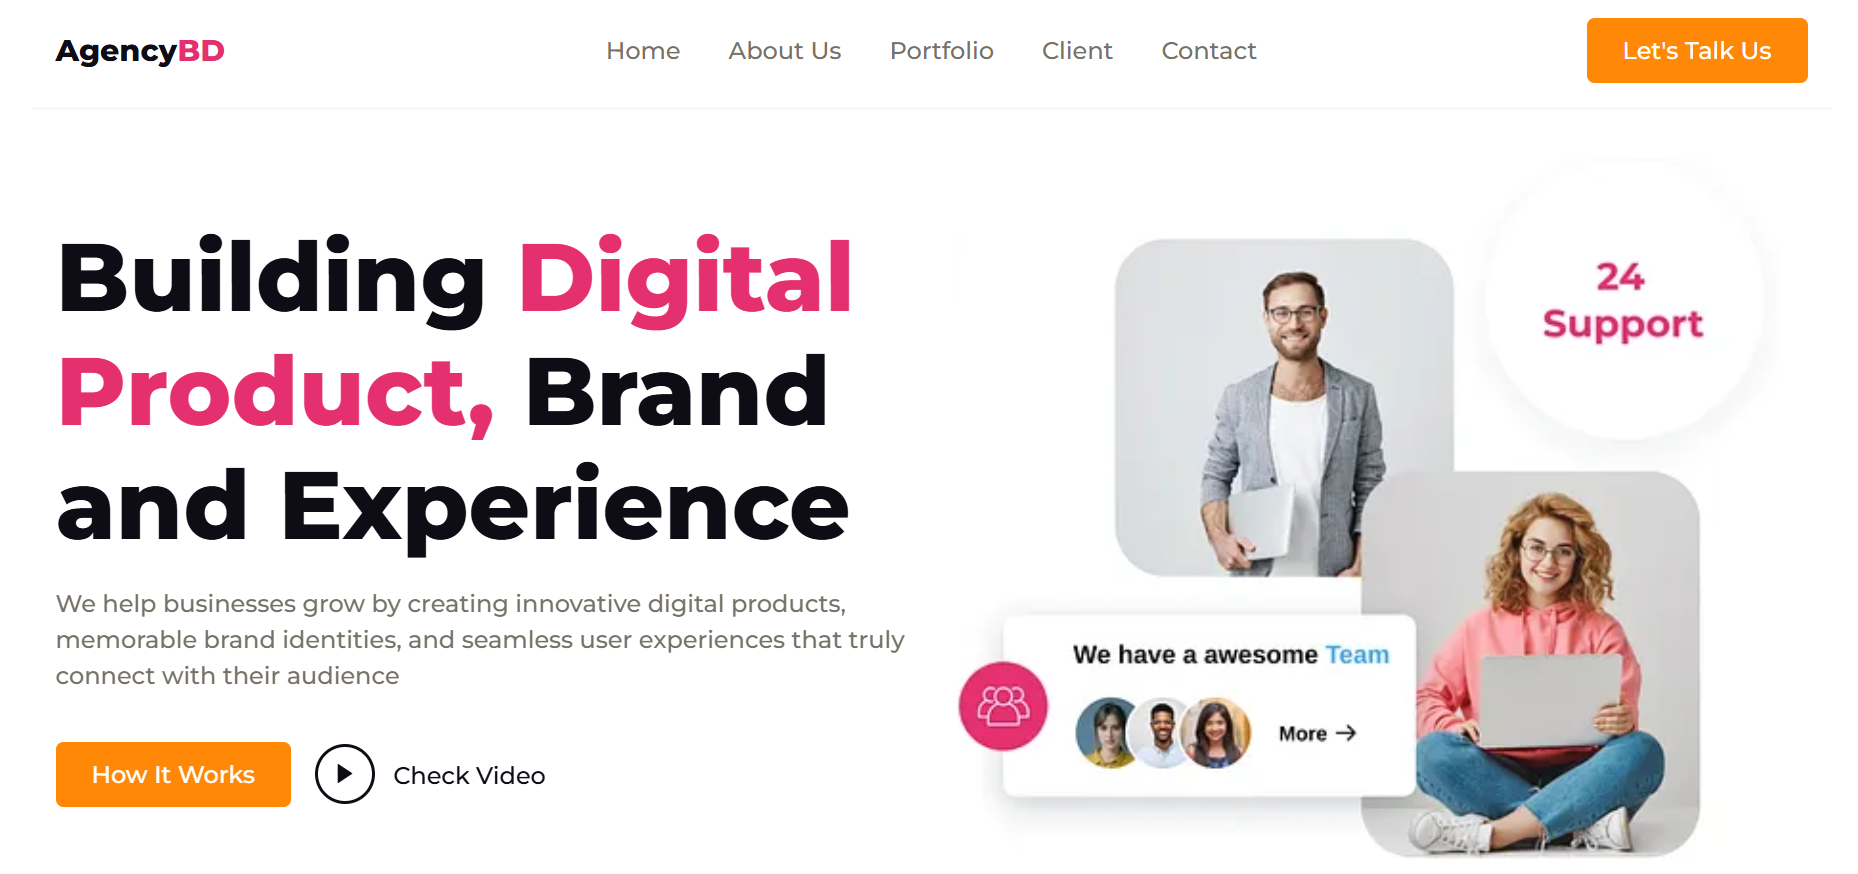 AgencyBD
Home About Us Portfolio Client Contact
Let's Talk Us
Building Digital
Product, Brand
and Experience
We help businesses grow by creating innovative digital products,
memorable brand identities, and seamless user experiences that truly
connect with their audience
How It Works
Check Video
24
Support
We have a awesome Team
More →